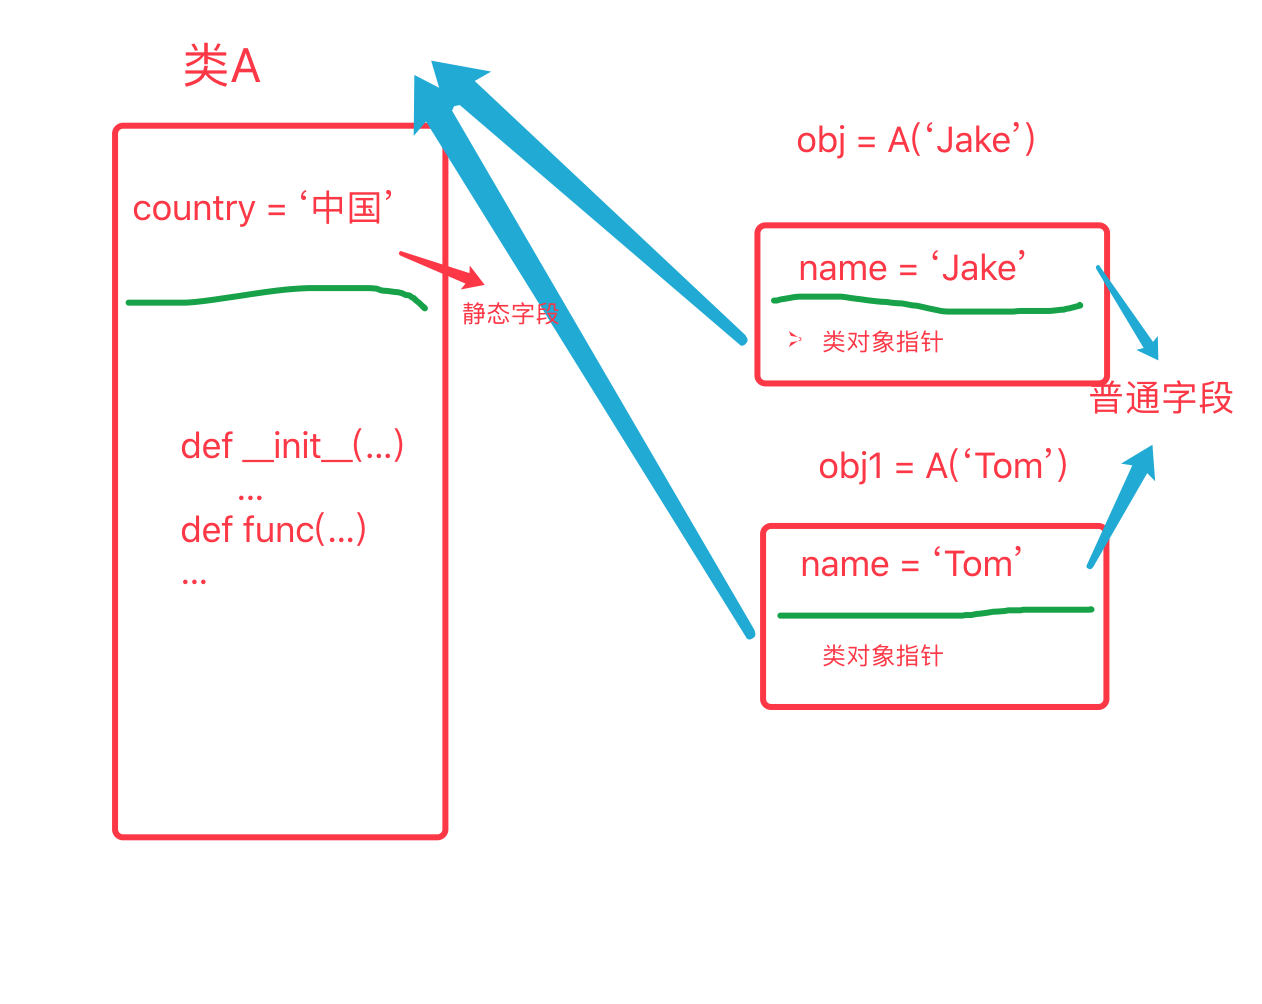 类A
country = ‘中国’
静态字段
def __init__(...)
...
def func(...)
...
obj = A(‘Jake’)
name = ‘Jake’
类对象指针
普通字段
obj1 = A(‘Tom’)
name = ‘Tom’
类对象指针